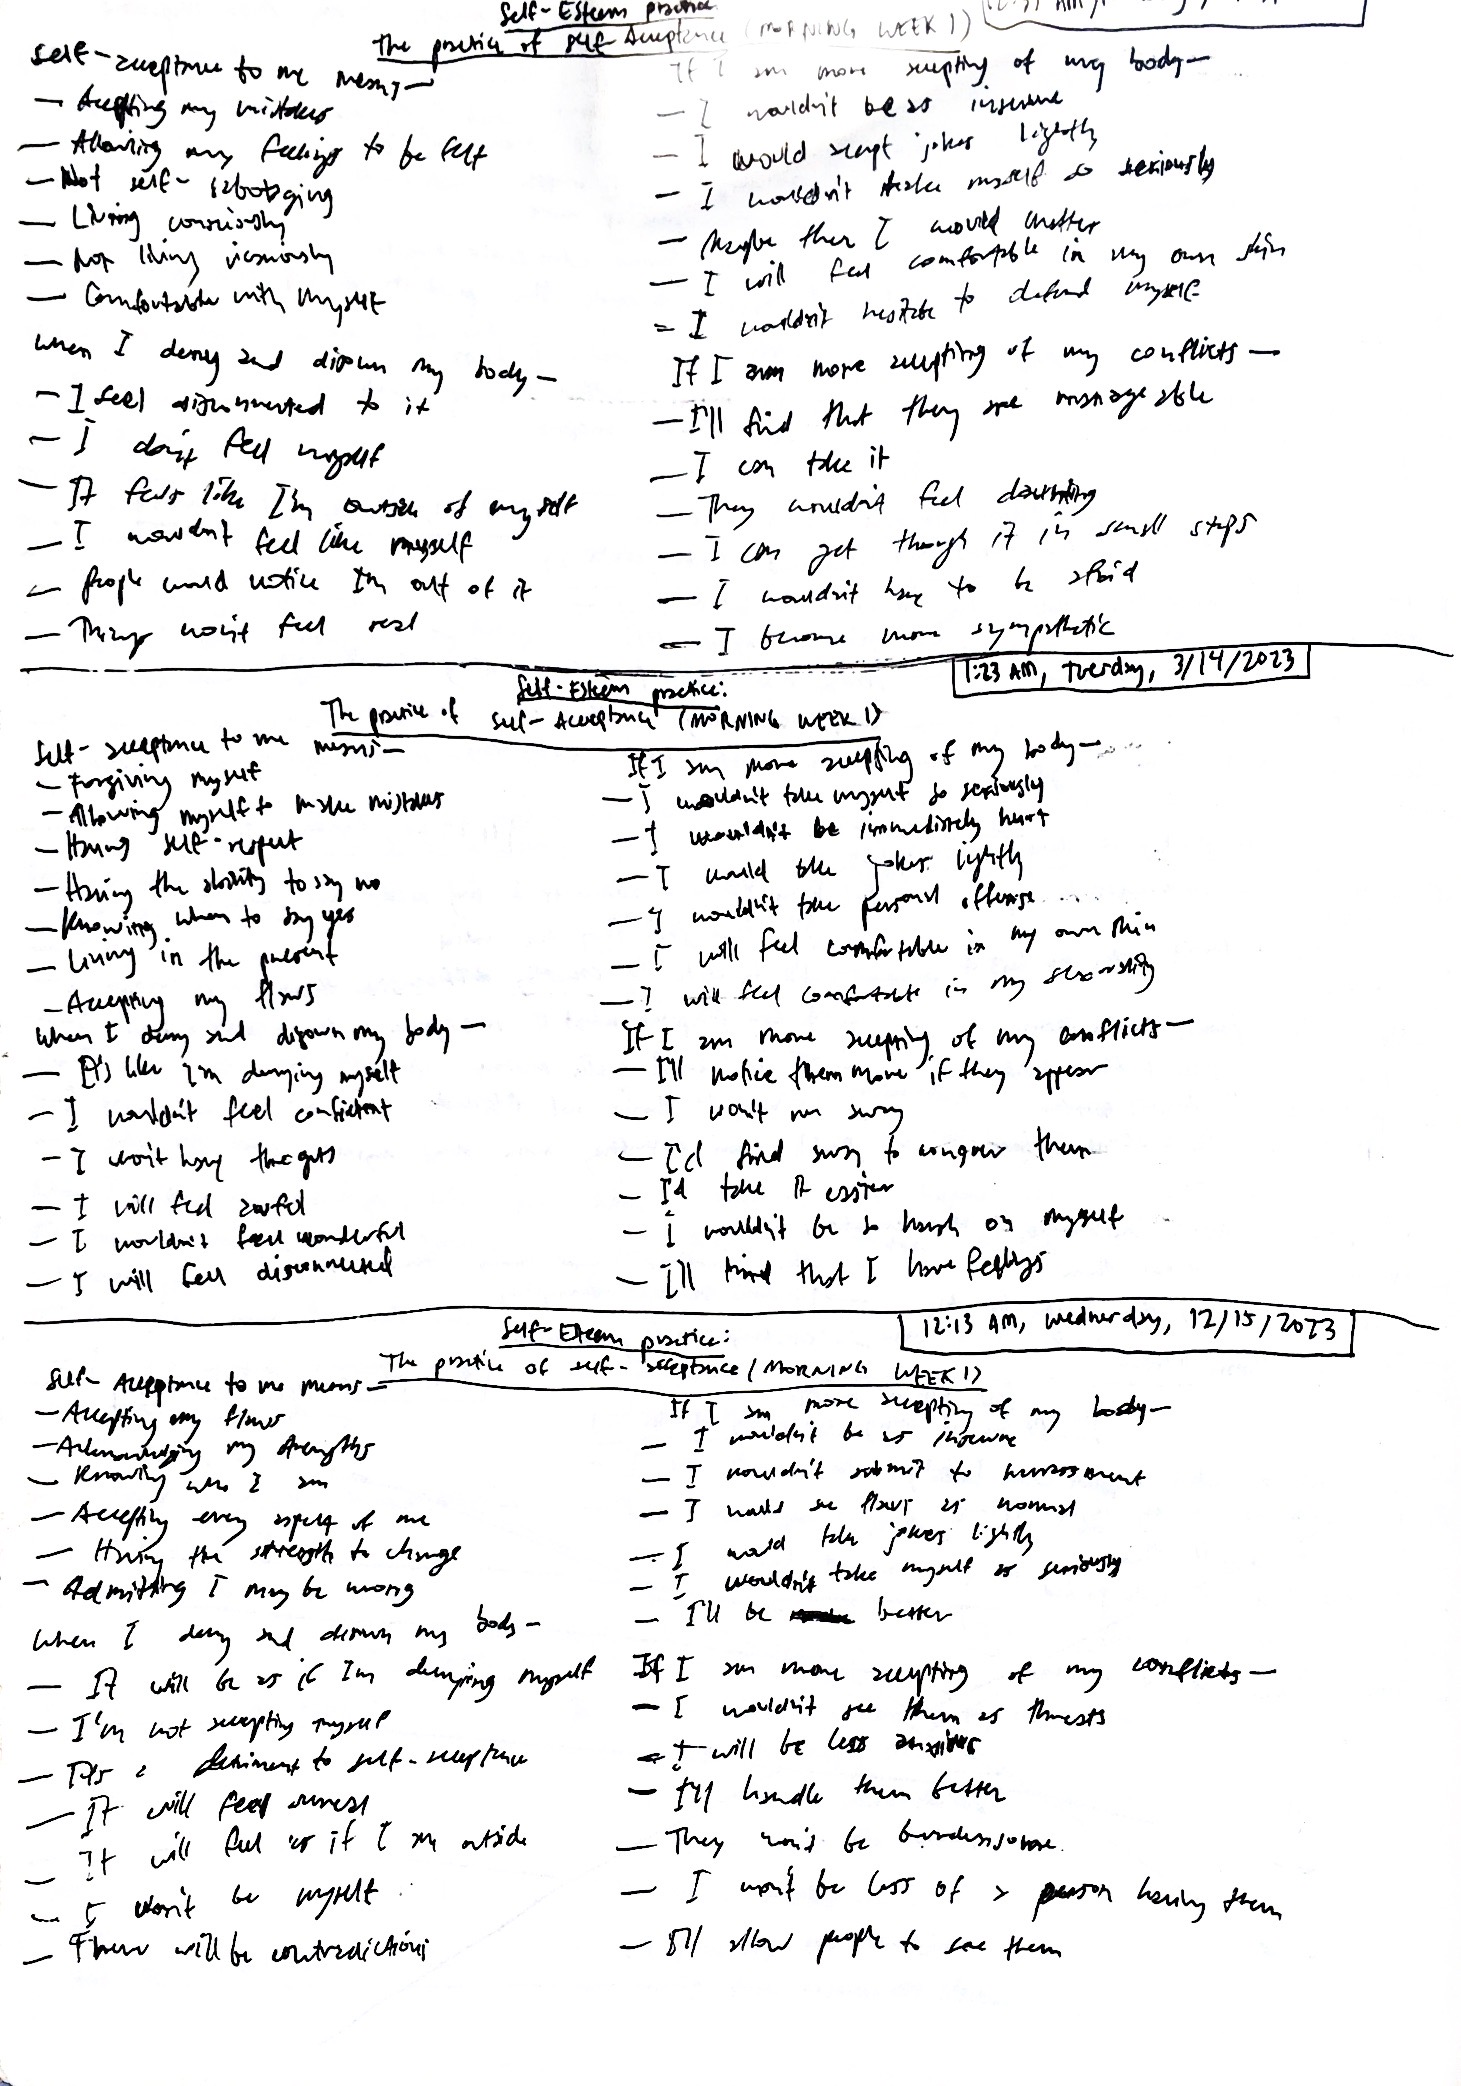 Self-Esteem practice
The practice of Self-Acceptance (MORNING WEEK 1)
Self-acceptance to me means—
— Accepting my mistakes
— Allowing my feelings to be felt
— Not self-sabotaging
— Living consciously
— Not living viciously
— Comfortable with myself
When I deny and disown my body—
— I feel disconnected to it
— I don't feel myself
— It feels like I'm outside of myself
— I wouldn't feel like myself
— People would notice I'm out of it
— Things won't feel real
If I am more accepting of my body—
— I wouldn't be as insecure
— I would accept jokes lightly
— I wouldn't take myself so seriously
— Maybe then I would matter
— I will feel comfortable in my own skin
— I wouldn't hesitate to defend myself
If I am more accepting of my conflicts—
— I'll find that they are manageable
— I can take it
— They wouldn't feel daunting
— I can get though it in small steps
— I wouldn't have to be afraid
— I become more sympathetic
1:23 AM, Tuesday, 3/14/2023
Self-Esteem practice:
The practice of Self-Acceptance (MORNING WEEK 1)
Self-acceptance to me means—
— Forgiving myself
— Allowing myself to make mistakes
— Having self-respect
— Having the ability to say no
— Knowing when to say yes
— Living in the present
— Accepting my flaws
When I deny and disown my body—
— It's like I'm denying myself
— I wouldn't feel confident
— I won't have the guts
— I will feel awful
— I wouldn't feel wonderful
— I will feel disconnected
If I am more accepting of my body—
— I wouldn't take myself so seriously
— I wouldn't be immediately hurt
— I would take jokes lightly
— I wouldn't take personal offense
— I will feel comfortable in my own skin
— I will feel comfortable in my sexuality
If I am more accepting of my conflicts—
— I'll notice them more if they appear
— I won't run away
— I'd find away to conquer them
— I'd take it easier
— I wouldn't be so harsh on myself
— I'll find that I have feelings
12:13 AM, Wednesday, 12/15/2023
Self-Esteem practice:
The practice of self-acceptance (MORNING WEEK 1)
Self-Acceptance to me means—
— Accepting my flaws
— Acknowledging my strengths
— Knowing who I am
— Accepting every aspect of me
— Having the strength to change
— Admitting I may be wrong
When I deny and disown my body—
— It will be as if I'm denying myself
— I'm not accepting myself
— It's a detriment to self-acceptance
— It will feel unreal
— It will feel as if I am outside
— I won't be myself
— There will be contradictions
If I am more accepting of my body—
— I wouldn't be as insecure
— I wouldn't submit to harassment
— I would see flaws as normal
— I would take jokes lightly
— I wouldn't take myself as seriously
— I'll be better
If I am more accepting of my conflicts—
— I wouldn't see them as threats
— I will be less anxious
— I'll handle them better
— They won't be burdensome.
— I won't be less of a person having them
— I'll allow people to see them